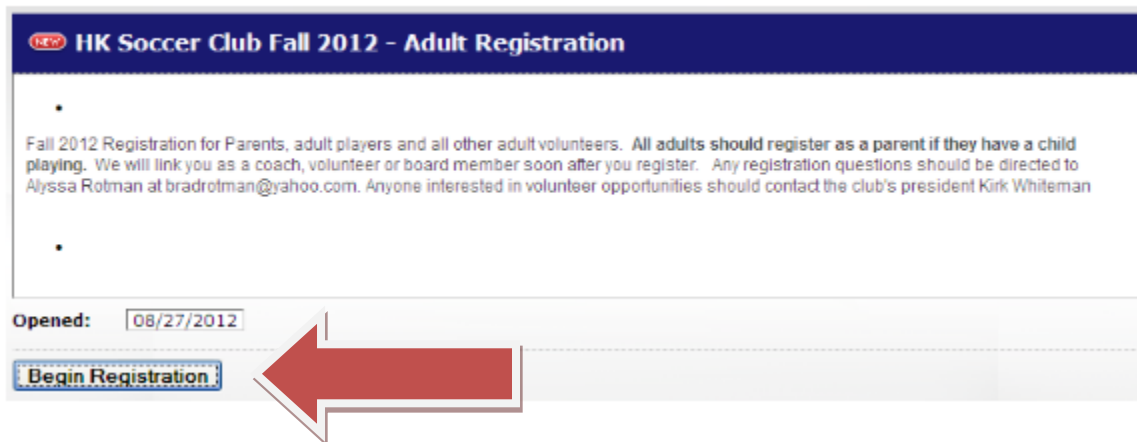 NEW HK Soccer Club Fall 2012 - Adult Registration
•
Fall 2012 Registration for Parents, adult players and all other adult volunteers. All adults should register as a parent if they have a child
playing. We will link you as a coach, volunteer or board member soon after you register. Any registration questions should be directed to
Alyssa Rotman at bradrotman@yahoo.com. Anyone interested in volunteer opportunities should contact the club's president Kirk Whiteman
•
Opened: 08/27/2012
Begin Registration